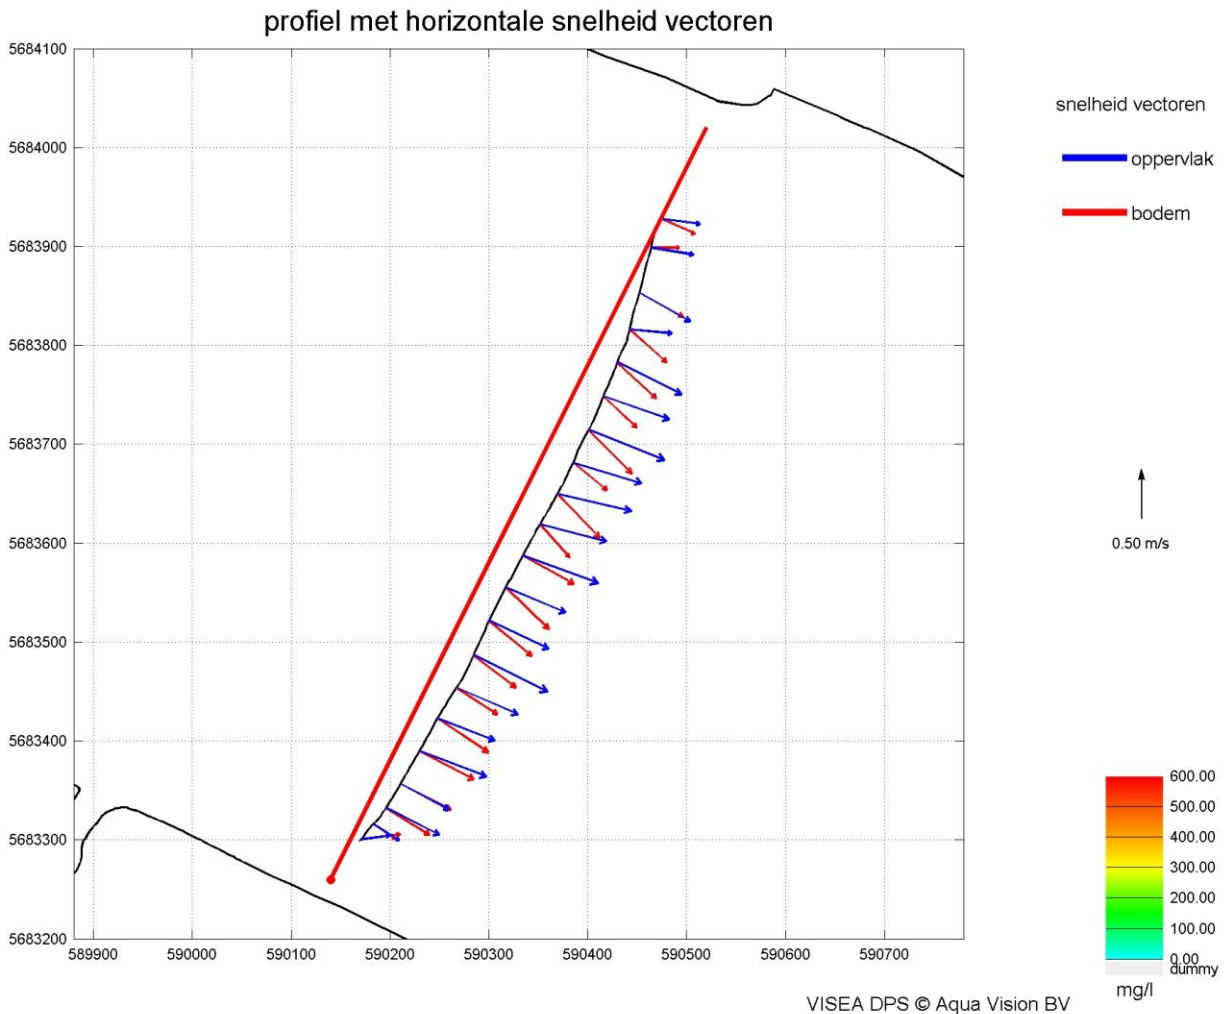 profiel met horizontale snelheid vectoren
5684100
5684000
5683900
5683800
5683700
5683600
5683500
5683400
5683300
5683200
589900 590000 590100 590200 590300 590400 590500 590600 590700
snelheid vectoren
oppervlak
bodem
0.50 m/s
600.00
500.00
400.00
300.00
200.00
100.00
0.00
dummy
mg/l
VISEA DPS © Aqua Vision BV